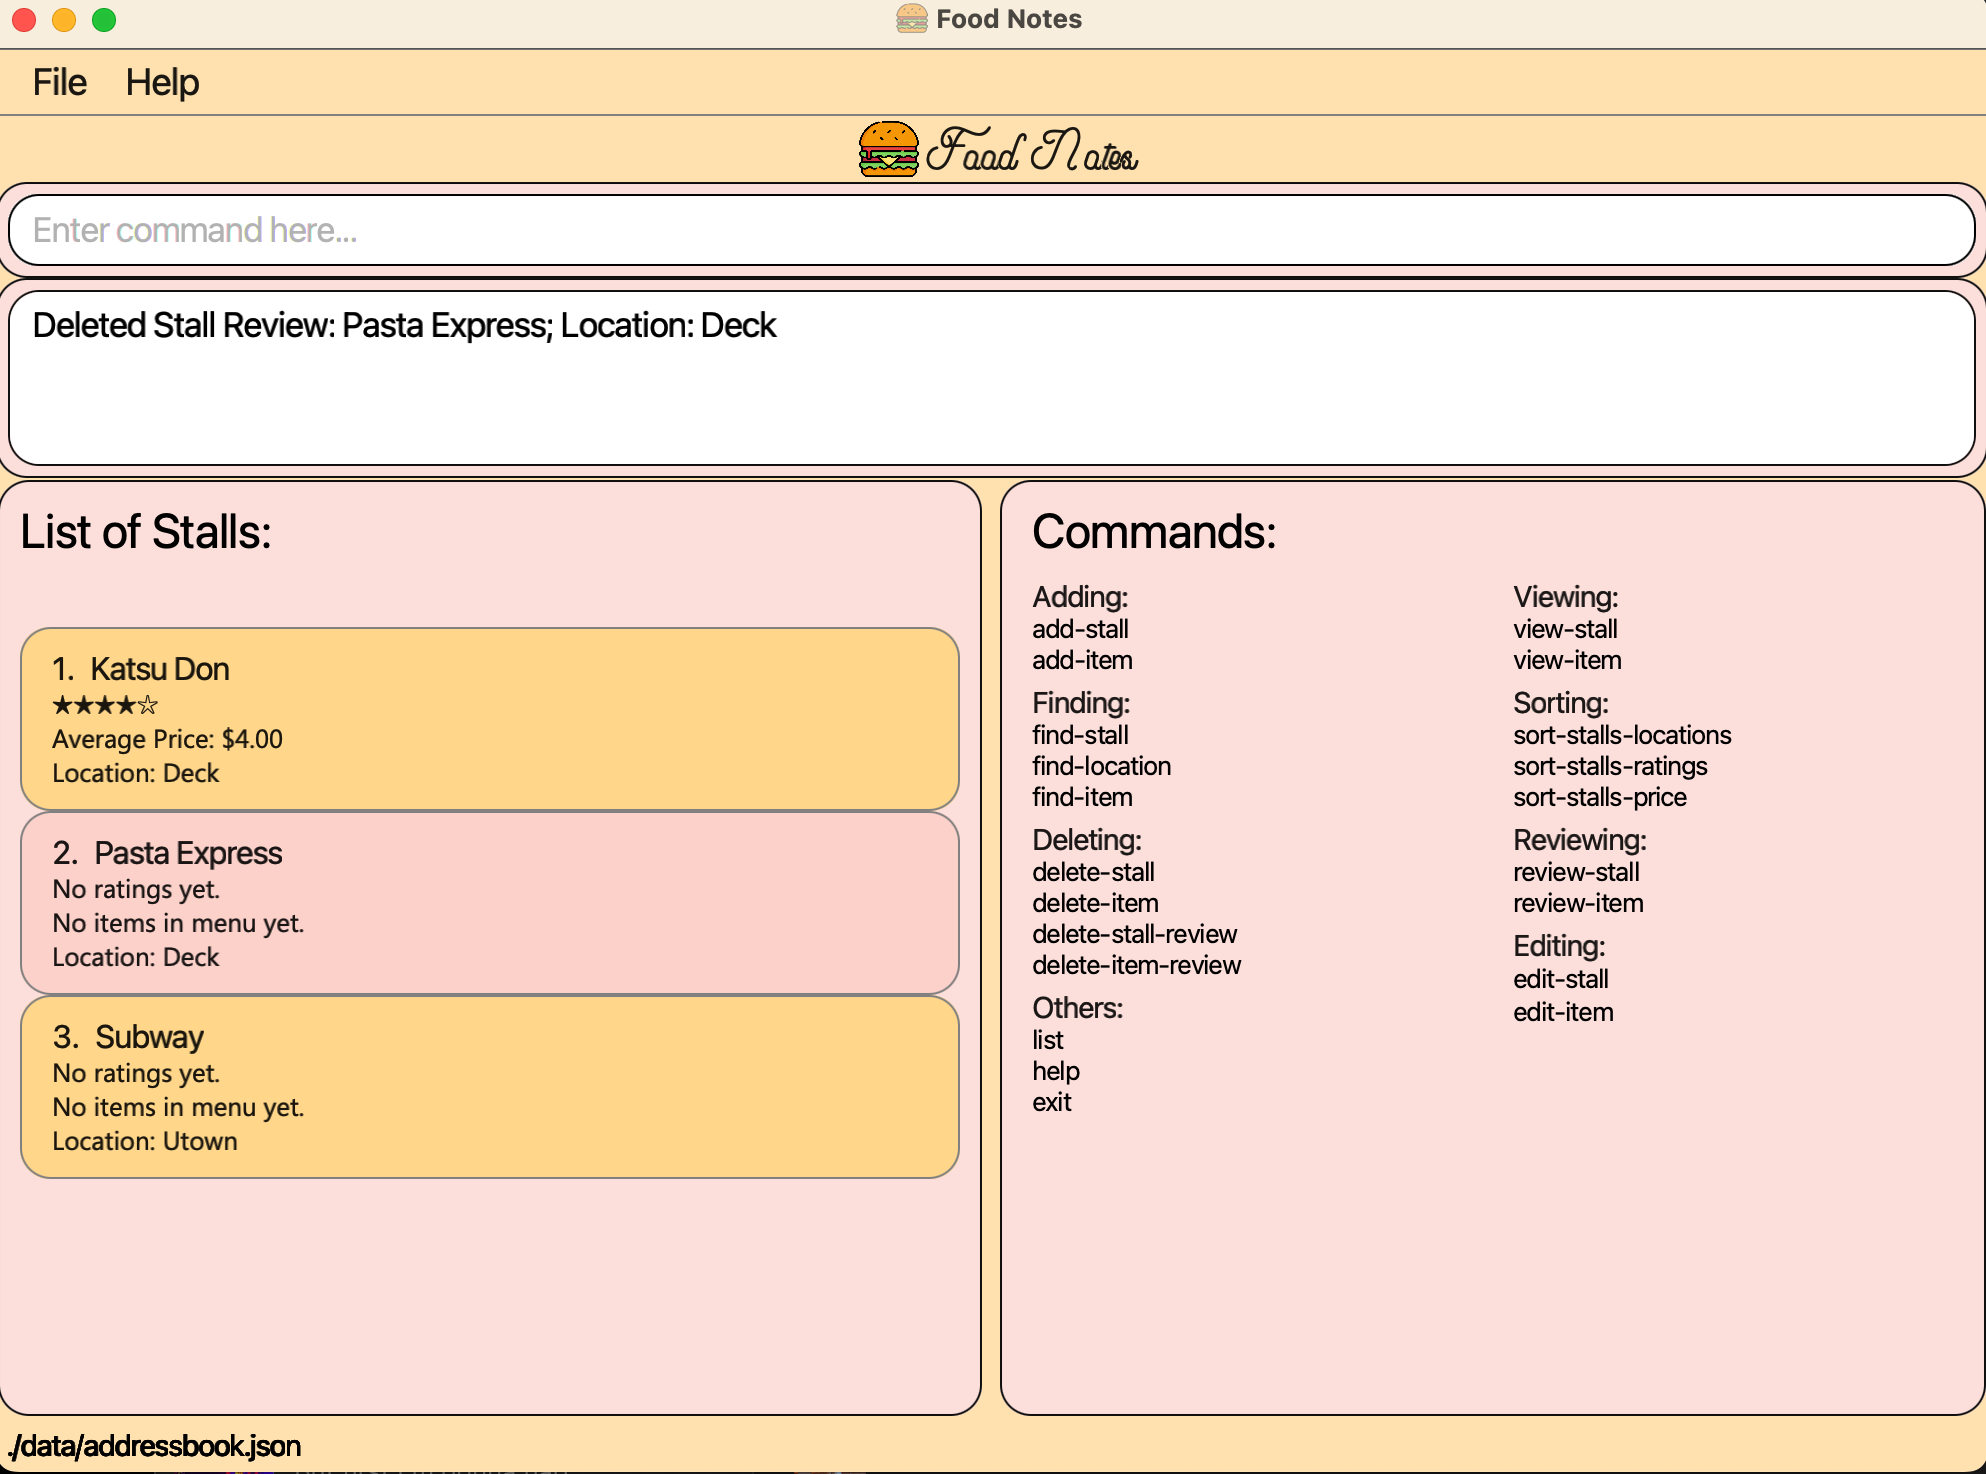 Food Notes
File Help
Food Notes
Enter command here...
Deleted Stall Review: Pasta Express; Location: Deck
List of Stalls:
1. Katsu Don
★★★★☆
Average Price: $4.00
Location: Deck
2. Pasta Express
No ratings yet.
No items in menu yet.
Location: Deck
3. Subway
No ratings yet.
No items in menu yet.
Location: Utown
Commands:
Adding:
add-stall
add-item
Finding:
find-stall
find-location
find-item
Deleting:
delete-stall
delete-item
delete-stall-review
delete-item-review
Others:
list
help
exit
Viewing:
view-stall
view-item
Sorting:
sort-stalls-locations
sort-stalls-ratings
sort-stalls-price
Reviewing:
review-stall
review-item
Editing:
edit-stall
edit-item
./data/addressbook.json